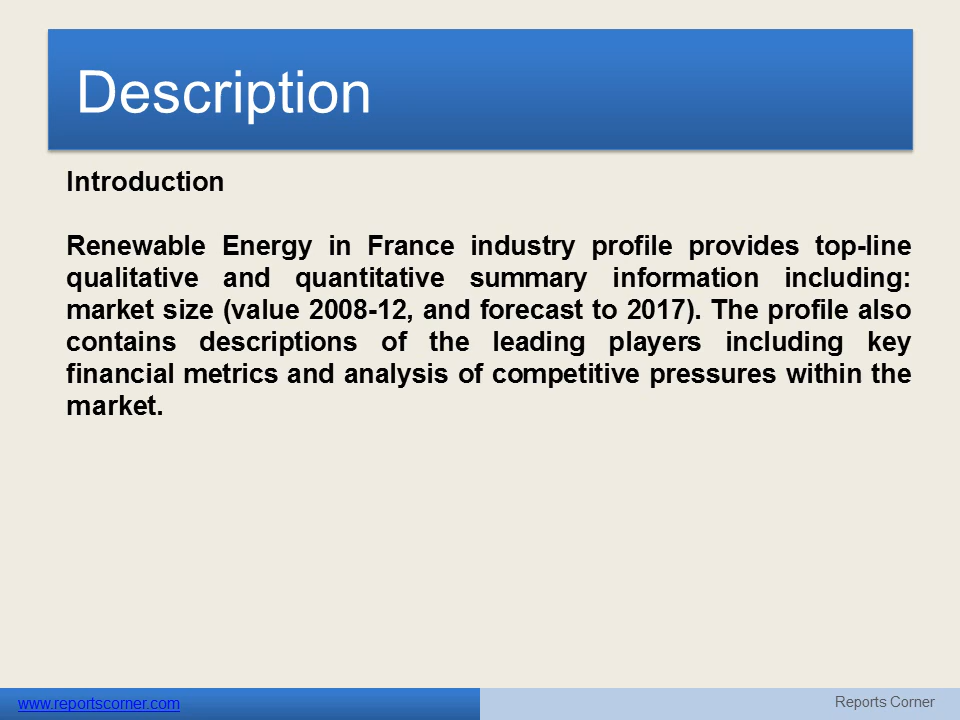 Description
Introduction
Renewable Energy in France industry profile provides top-line
qualitative and quantitative summary information including:
market size (value 2008-12, and forecast to 2017). The profile also
contains descriptions of the leading players including key
financial metrics and analysis of competitive pressures within the
market.
www.reportscorner.com
Reports Corner